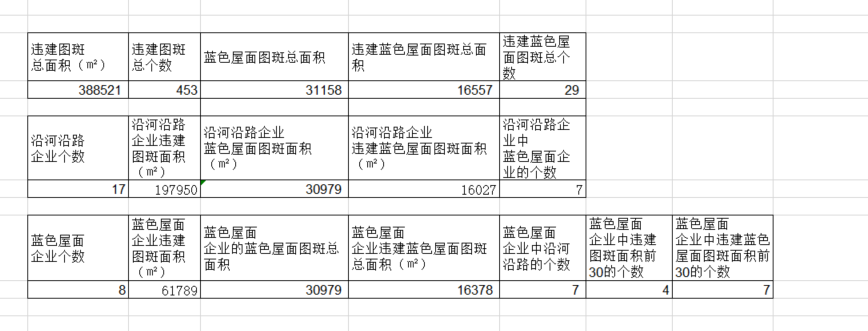 违建图斑
总面积（㎡）
违建图斑
总个数
蓝色屋面图斑总面积
违建蓝色屋面图斑总面
积
违建蓝色屋
面图斑总个
数
388521
453
31158
16557
29
沿河沿路
企业个数
沿河沿路
企业违建
图斑面积
（㎡）
沿河沿路企业
蓝色屋面图斑面积
（㎡）
沿河沿路企业
违建蓝色屋面图斑面积
（㎡）
沿河沿路企
业中
蓝色屋面企
业的个数
17
197950
30979
16027
7
蓝色屋面
企业个数
蓝色屋面
企业违建
图斑面积
（㎡）
蓝色屋面
企业的蓝色屋面图斑总
面积
蓝色屋面
企业违建蓝色屋面图斑
总面积（㎡）
蓝色屋面
企业中沿河
沿路的个数
蓝色屋面
企业中违建
图斑面积前
30的个数
蓝色屋面
企业中违建蓝色
屋面图斑面积前
30的个数
8
61789
30979
16378
7
4
7